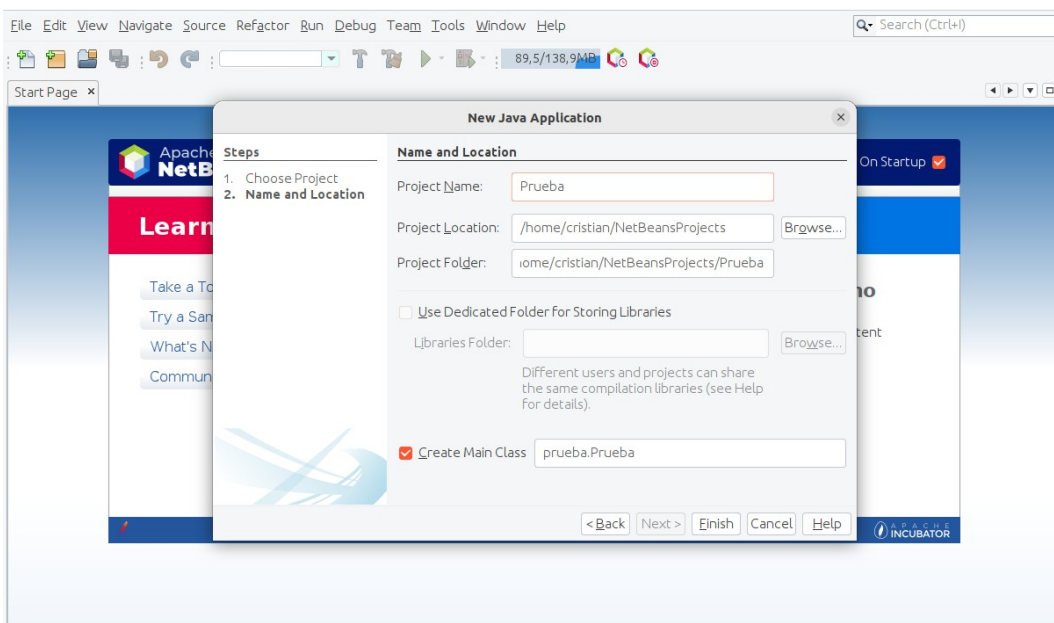 File Edit View Navigate Source Refactor Run Debug Team Tools Window Help
Search (Ctrl+I)
89,5/138,9MB
Start Page
New Java Application
Apache
NetB
On Startup
Steps
1. Choose Project
2. Name and Location
Name and Location
Project Name: Prueba
Project Location: /home/cristian/NetBeansProjects Browse...
Project Folder: ome/cristian/NetBeansProjects/Prueba
Learn
Take a To
Try a Sam
What's N
Commun
no
tent
Use Dedicated Folder for Storing Libraries
Libraries Folder: Browse...
Different users and projects can share
the same compilation libraries (see Help
for details).
Create Main Class prueba.Prueba
< Back Next > Finish Cancel Help
APACHE
INCUBATOR